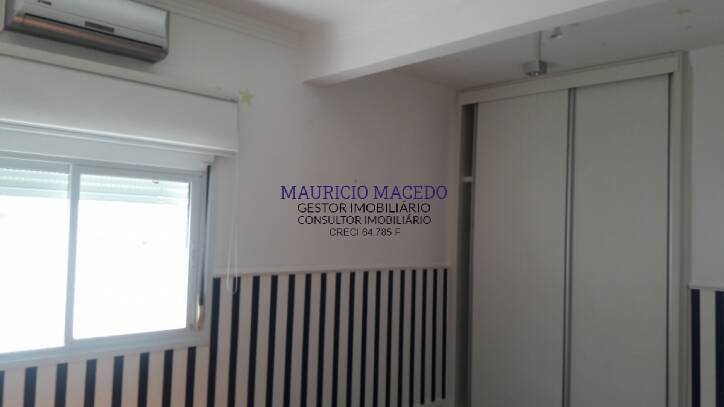 MAURICIO MACEDO
GESTOR IMOBILIÁRIO
CONSULTOR IMOBILIÁRIO
CRECI 64.785 F